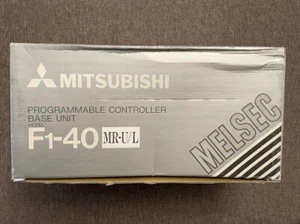 MITSUBISHI
PROGRAMMABLE CONTROLLER
BASE UNIT
MODEL
F1-40 MR-U/L
MELSEC